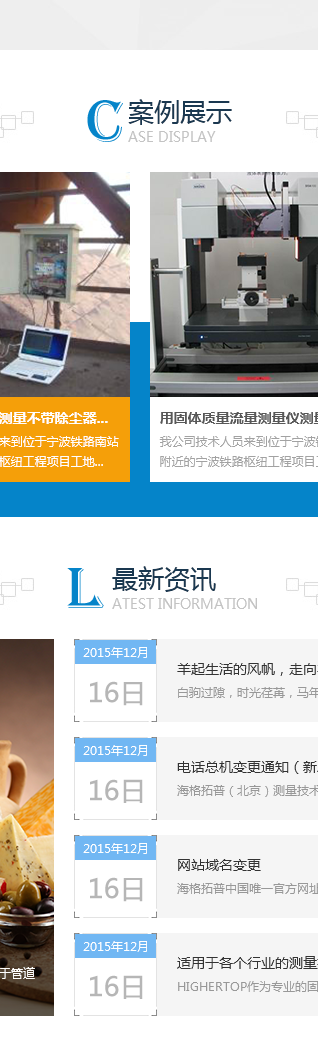 案例展示
CASE DISPLAY
测量不带除尘器...
来到位于宁波铁路南站
枢纽工程项目工地...
用固体质量流量测量仪测
我公司技术人员来到位于宁波
附近的宁波铁路枢纽工程项目
最新资讯
LATEST INFORMATION
于管道
2015年12月
16日
羊起生活的风帆，走向
白驹过隙，时光荏苒，马年
2015年12月
16日
电话总机变更通知（新
海格拓普（北京）测量技术
2015年12月
16日
网站域名变更
海格拓普中国唯一官方网
2015年12月
16日
适用于各个行业的测量
HIGHERTOP作为专业的